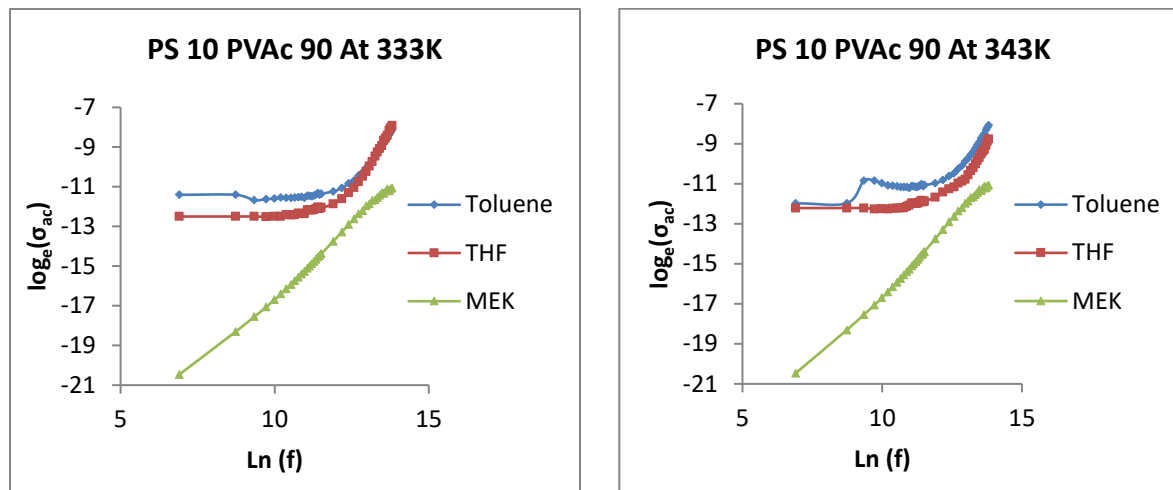 PS 10 PVAc 90 At 333K
-7
-9
-11
-13
-15
-17
-19
-21
logₑ(σac)
5
10
15
Ln (f)
Toluene
THF
MEK
PS 10 PVAc 90 At 343K
-7
-9
-11
-13
-15
-17
-19
-21
logₑ(σac)
5
10
15
Ln (f)
Toluene
THF
MEK